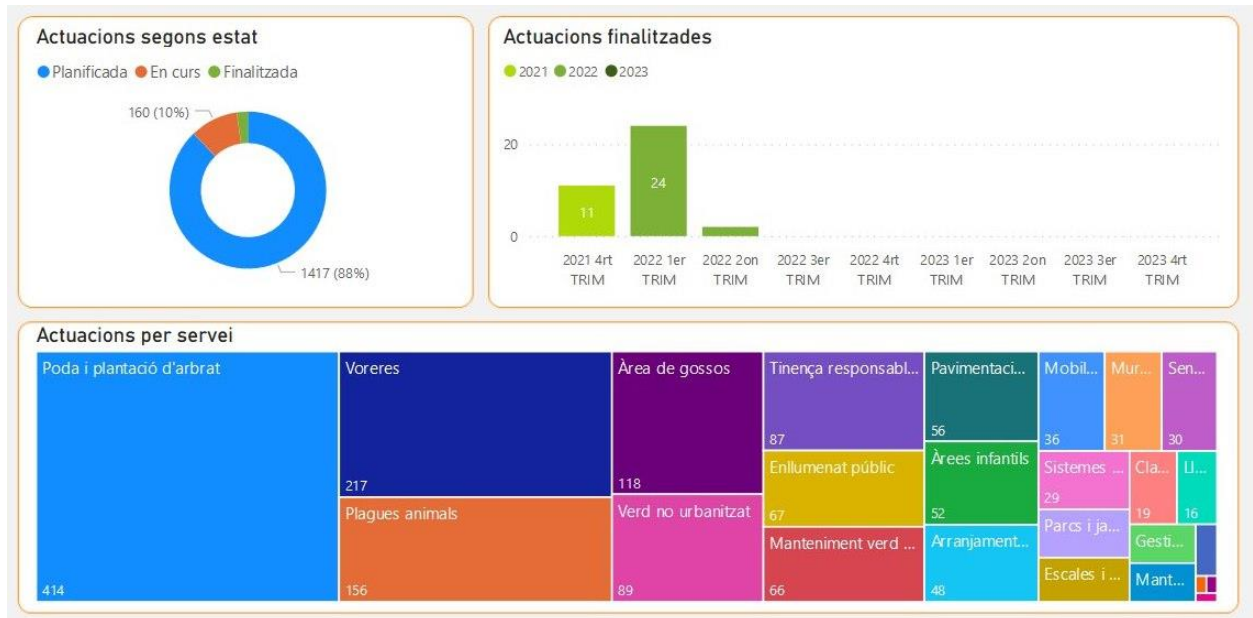 Actuacions segons estat
Planificada En curs Finalitzada
160 (10%)
1417 (88%)
Actuacions finalitzades
2021 2022 2023
20
0
11
24
2021 4rt TRIM
2022 1er TRIM
2022 2on TRIM
2022 3er TRIM
2022 4rt TRIM
2023 1er TRIM
2023 2on TRIM
2023 3er TRIM
2023 4rt TRIM
Actuacions per servei
Poda i plantació d'arbrat
414
Voreres
217
Plagues animals
156
Àrea de gossos
118
Verd no urbanitzat
89
Tinença responsabl...
87
Enllumenat públic
67
Manteniment verd ...
66
Pavimentaci...
56
Àrees infantils
52
Arranjament...
48
Mobil...
36
Mur...
31
Sen...
30
Sistemes ...
29
Cla...
19
Ll...
16
Parcs i ja...
Gesti...
Escales i ...
Mant...